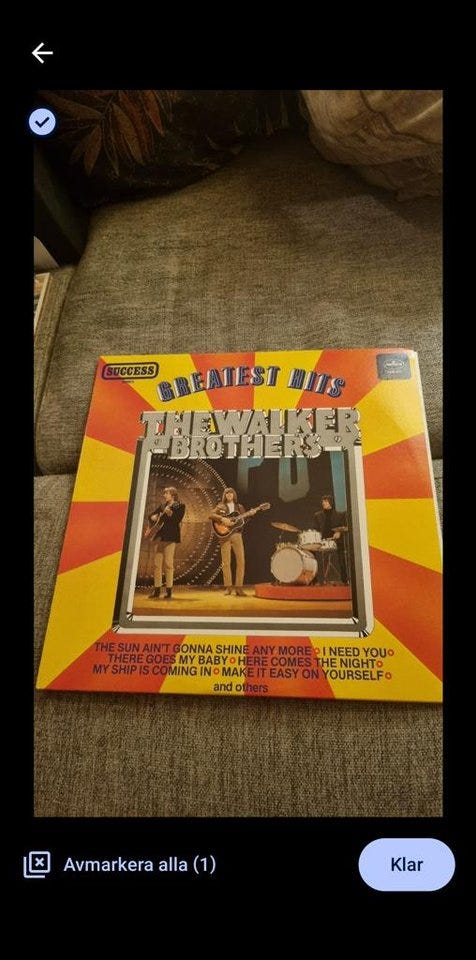 SUCCESS
GREATEST HITS
THE WALKER
BROTHERS
THE SUN AIN'T GONNA SHINE ANY MORE I NEED YOU
THERE GOES MY BABY HERE COMES THE NIGHT
MY SHIP IS COMING IN MAKE IT EASY ON YOURSELF
and others
Avmarkera alla (1)
Klar